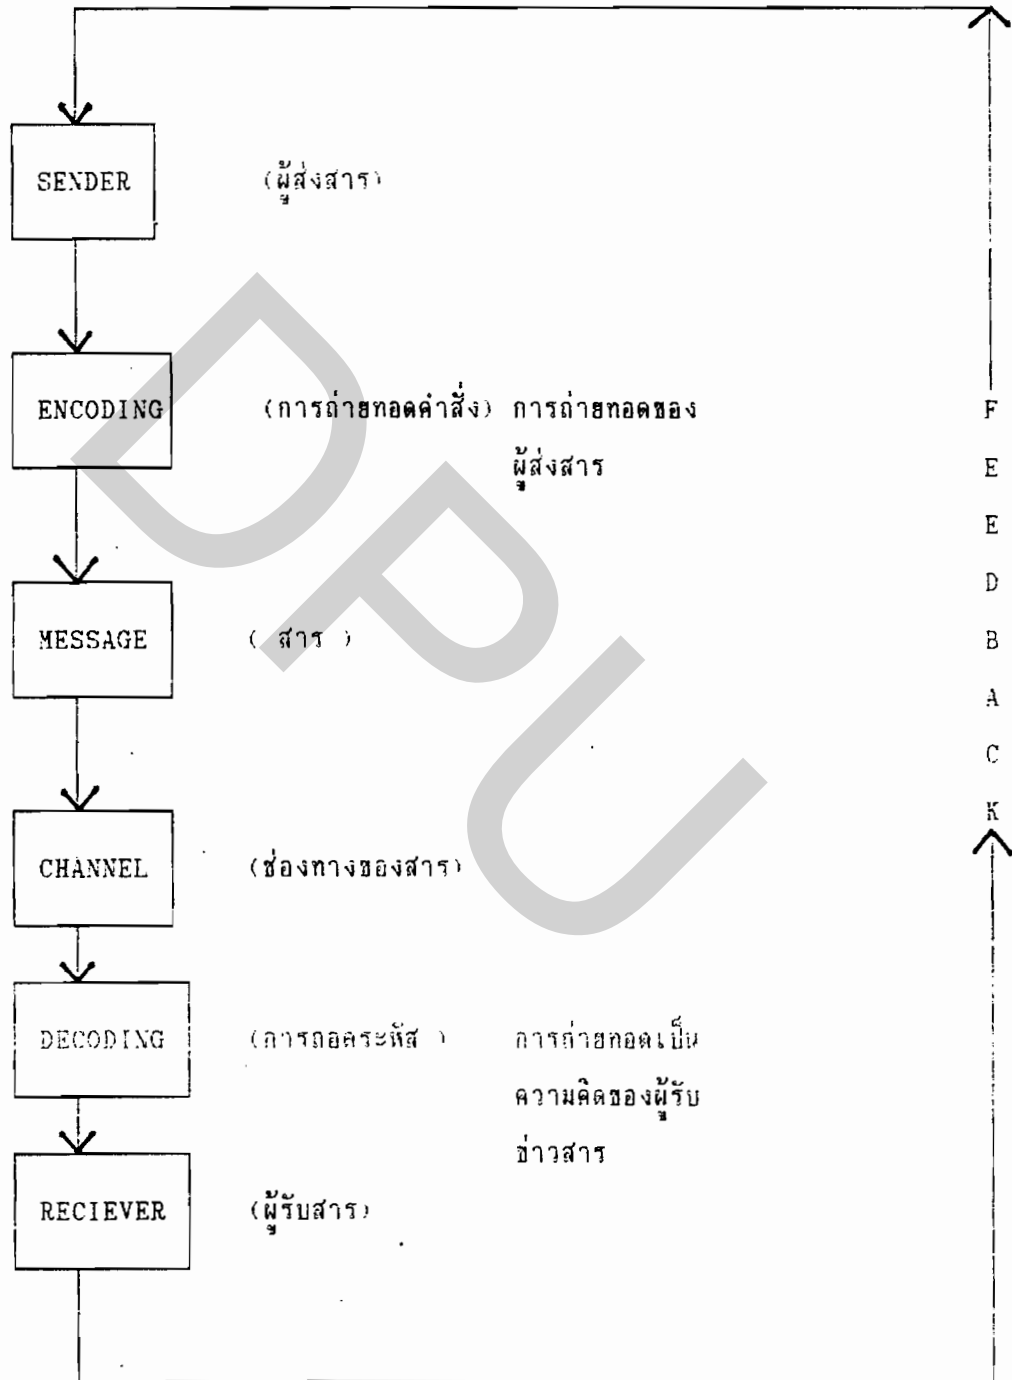 SENDER (ผู้ส่งสาร)
ENCODING (การถ่ายทอดคำสั่ง) การถ่ายทอดของ
ผู้ส่งสาร
MESSAGE ( สาร )
CHANNEL (ช่องทางของสาร)
DECODING (การถอดระหัส ) การถ่ายทอดเป็น
ความคิดของผู้รับ
ข่าวสาร
RECIEVER (ผู้รับสาร)
F
E
E
D
B
A
C
K
DPU